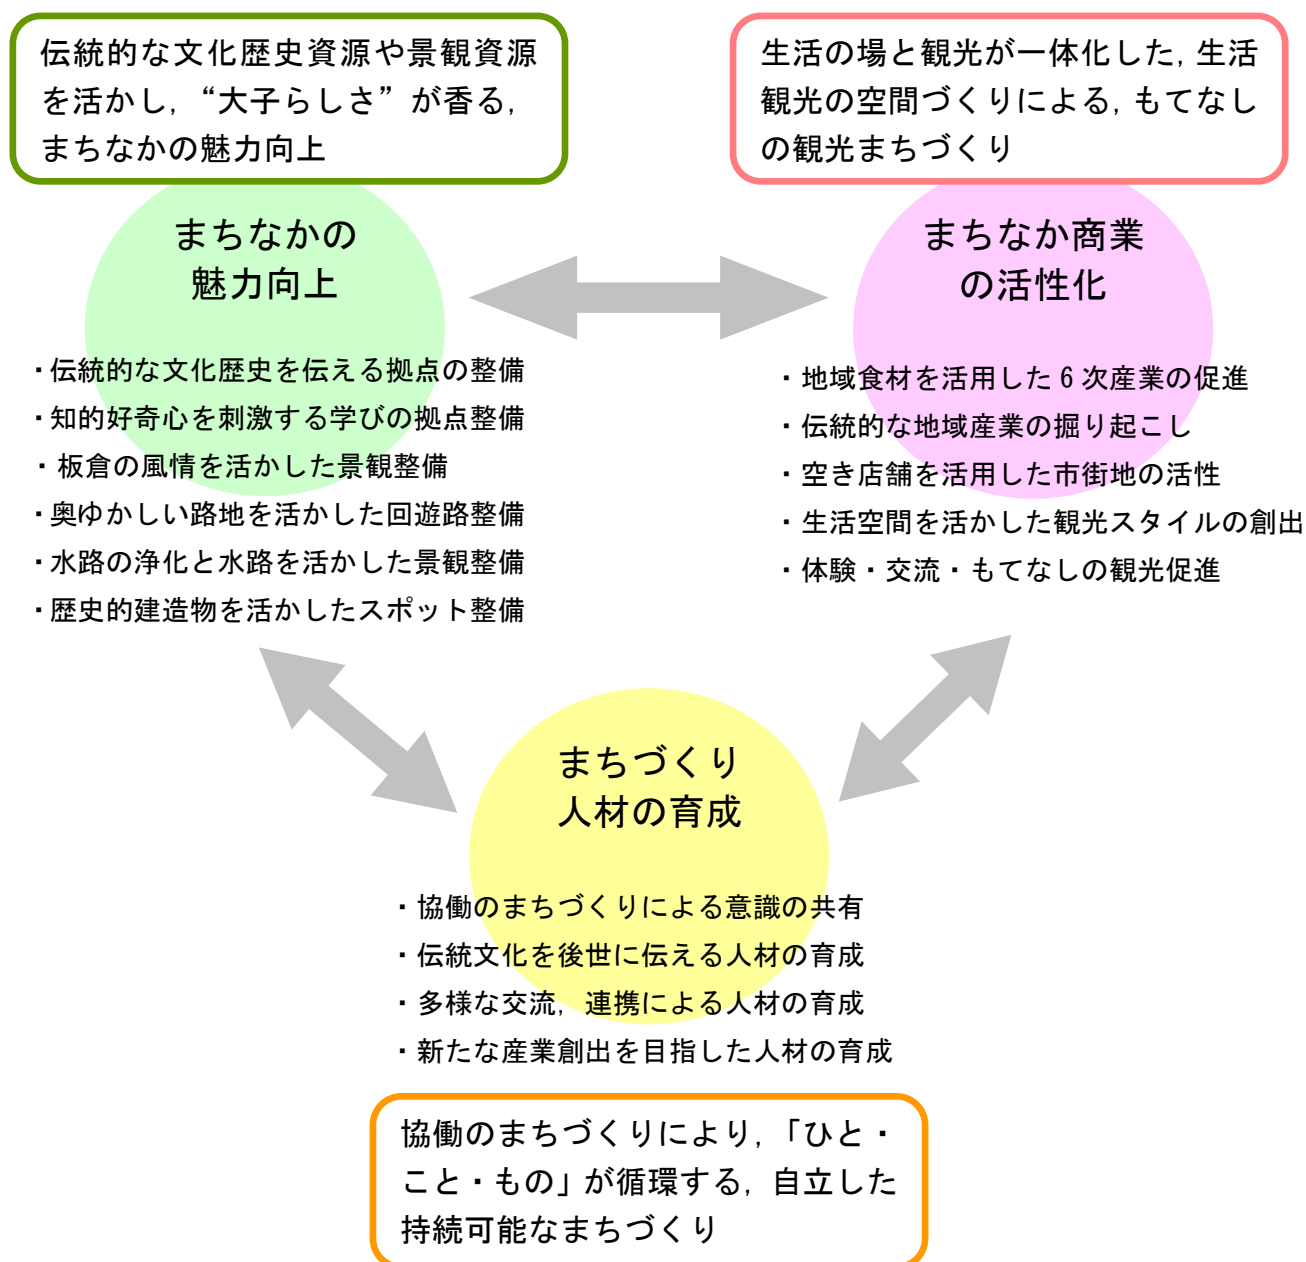 伝統的な文化歴史資源や景観資源
を活かし，“大子らしさ”が香る，
まちなかの魅力向上
生活の場と観光が一体化した，生活
観光の空間づくりによる，もてなし
の観光まちづくり
まちなかの
魅力向上
・伝統的な文化歴史を伝える拠点の整備
・知的好奇心を刺激する学びの拠点整備
・板倉の風情を活かした景観整備
・奥ゆかしい路地を活かした回遊路整備
・水路の浄化と水路を活かした景観整備
・歴史的建造物を活かしたスポット整備
まちなか商業
の活性化
・地域食材を活用した６次産業の促進
・伝統的な地域産業の掘り起こし
・空き店舗を活用した市街地の活性
・生活空間を活かした観光スタイルの創出
・体験・交流・もてなしの観光促進
まちづくり
人材の育成
・協働のまちづくりによる意識の共有
・伝統文化を後世に伝える人材の育成
・多様な交流，連携による人材の育成
・新たな産業創出を目指した人材の育成
協働のまちづくりにより，「ひと・
こと・もの」が循環する，自立した
持続可能なまちづくり